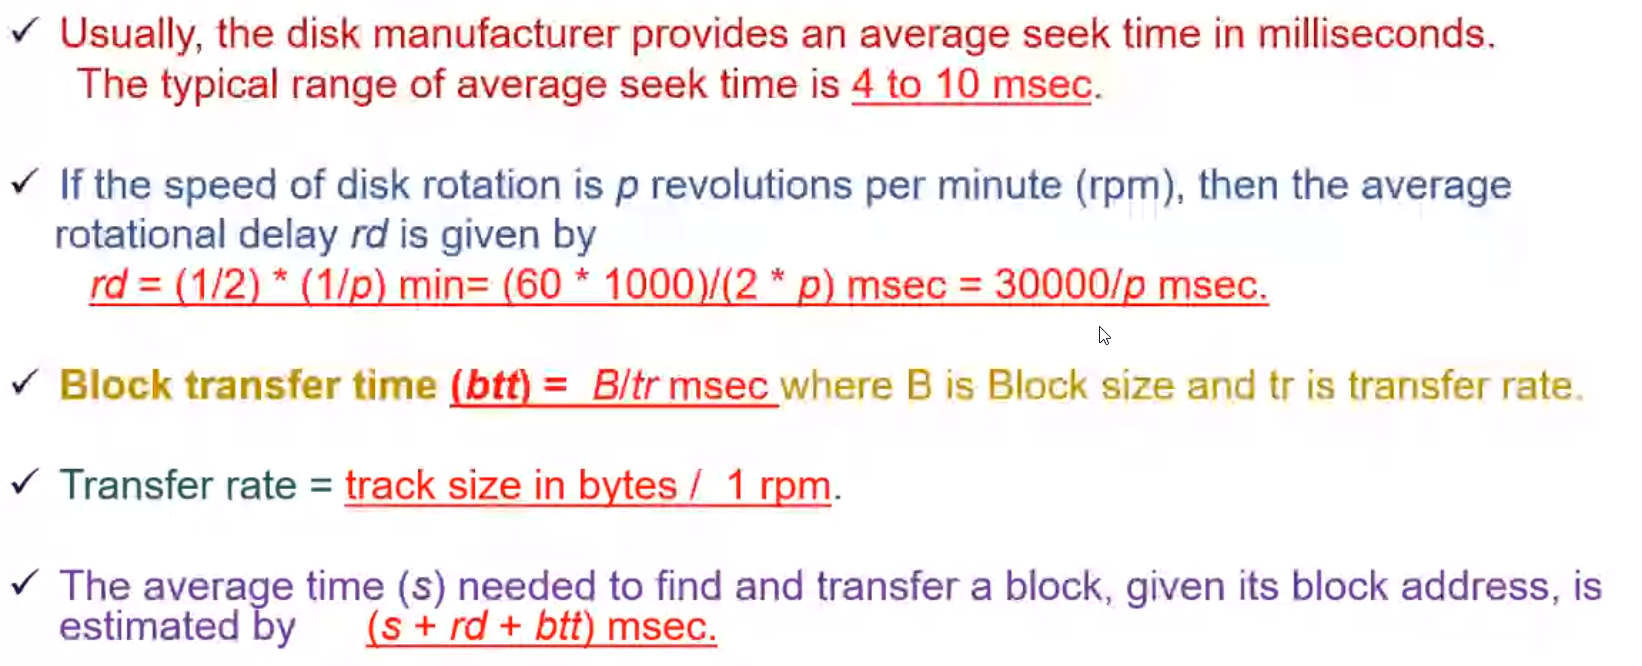 ✓ Usually, the disk manufacturer provides an average seek time in milliseconds.
The typical range of average seek time is 4 to 10 msec.
✓ If the speed of disk rotation is p revolutions per minute (rpm), then the average
rotational delay rd is given by
rd = (1/2) * (1/p) min= (60 * 1000)/(2 * p) msec = 30000/p msec.
✓ Block transfer time (btt) = B/tr msec where B is Block size and tr is transfer rate.
✓ Transfer rate = track size in bytes / 1 rpm.
✓ The average time (s) needed to find and transfer a block, given its block address, is
estimated by (s + rd + btt) msec.